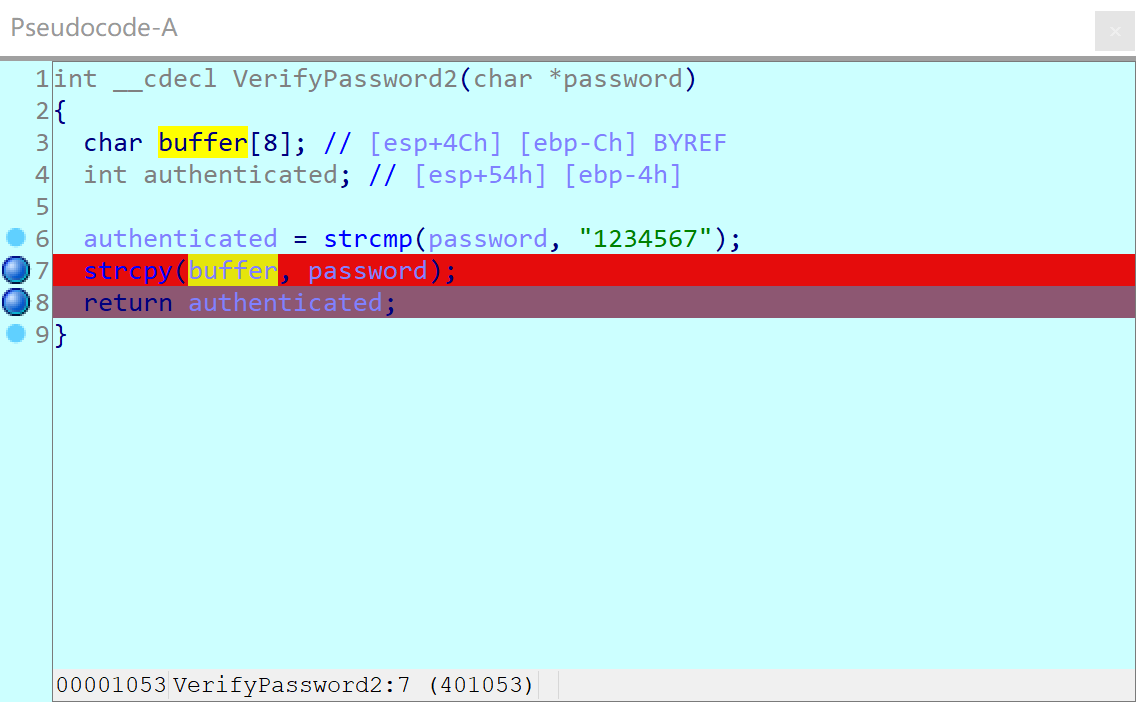 Pseudocode-A
×
1 int __cdecl VerifyPassword2(char *password)
2 {
3   char buffer[8]; // [esp+4Ch] [ebp-Ch] BYREF
4   int authenticated; // [esp+54h] [ebp-4h]
5
6   authenticated = strcmp(password, "1234567");
7   strcpy(buffer, password);
8   return authenticated;
9 }
00001053 VerifyPassword2:7 (401053)